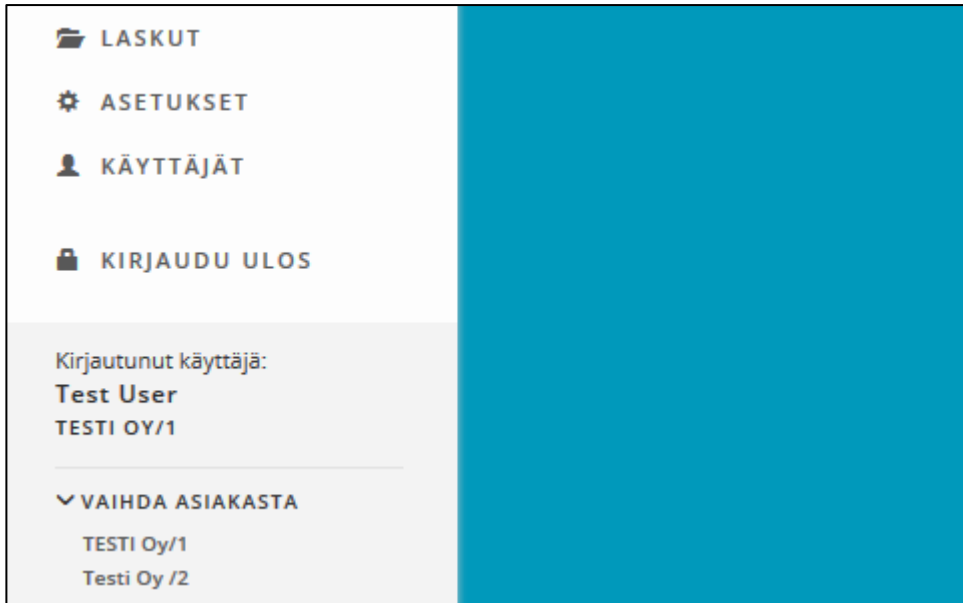 LASKUT
ASETUKSET
KÄYTTÄJÄT
KIRJAUDU ULOS
Kirjautunut käyttäjä:
Test User
TESTI OY/1
VAIHDA ASIAKASTA
TESTI Oy/1
Testi Oy /2